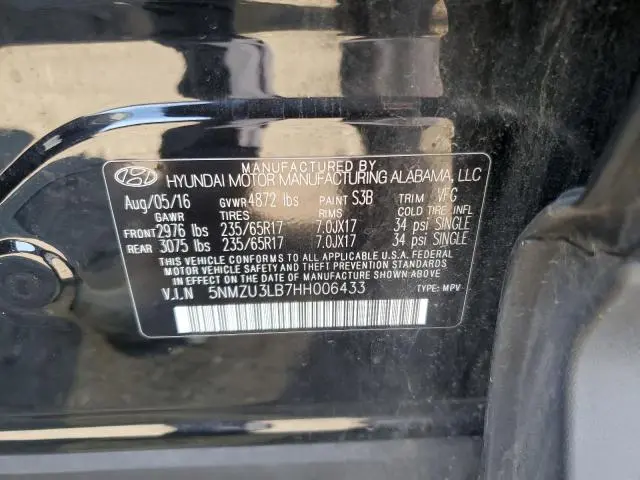 MANUFACTURED BY
HYUNDAI MOTOR MANUFACTURING ALABAMA, LLC
Aug/05/16 GVWR 4872 lbs PAINT S3B TRIM VFG
GAWR TIRES RIMS COLD TIRE INFL
FRONT 2976 lbs 235/65R17 7.0JX17 34 psi SINGLE
REAR 3075 lbs 235/65R17 7.0JX17 34 psi SINGLE
THIS VEHICLE CONFORMS TO ALL APPLICABLE U.S.A FEDERAL
MOTOR VEHICLE SAFETY, BUMPER, AND THEFT PREVENTION STANDARDS
IN EFFECT ON THE DATE OF MANUFACTURE SHOWN ABOVE.
V.I.N 5NMZU3LB7HH006433 TYPE: MPV